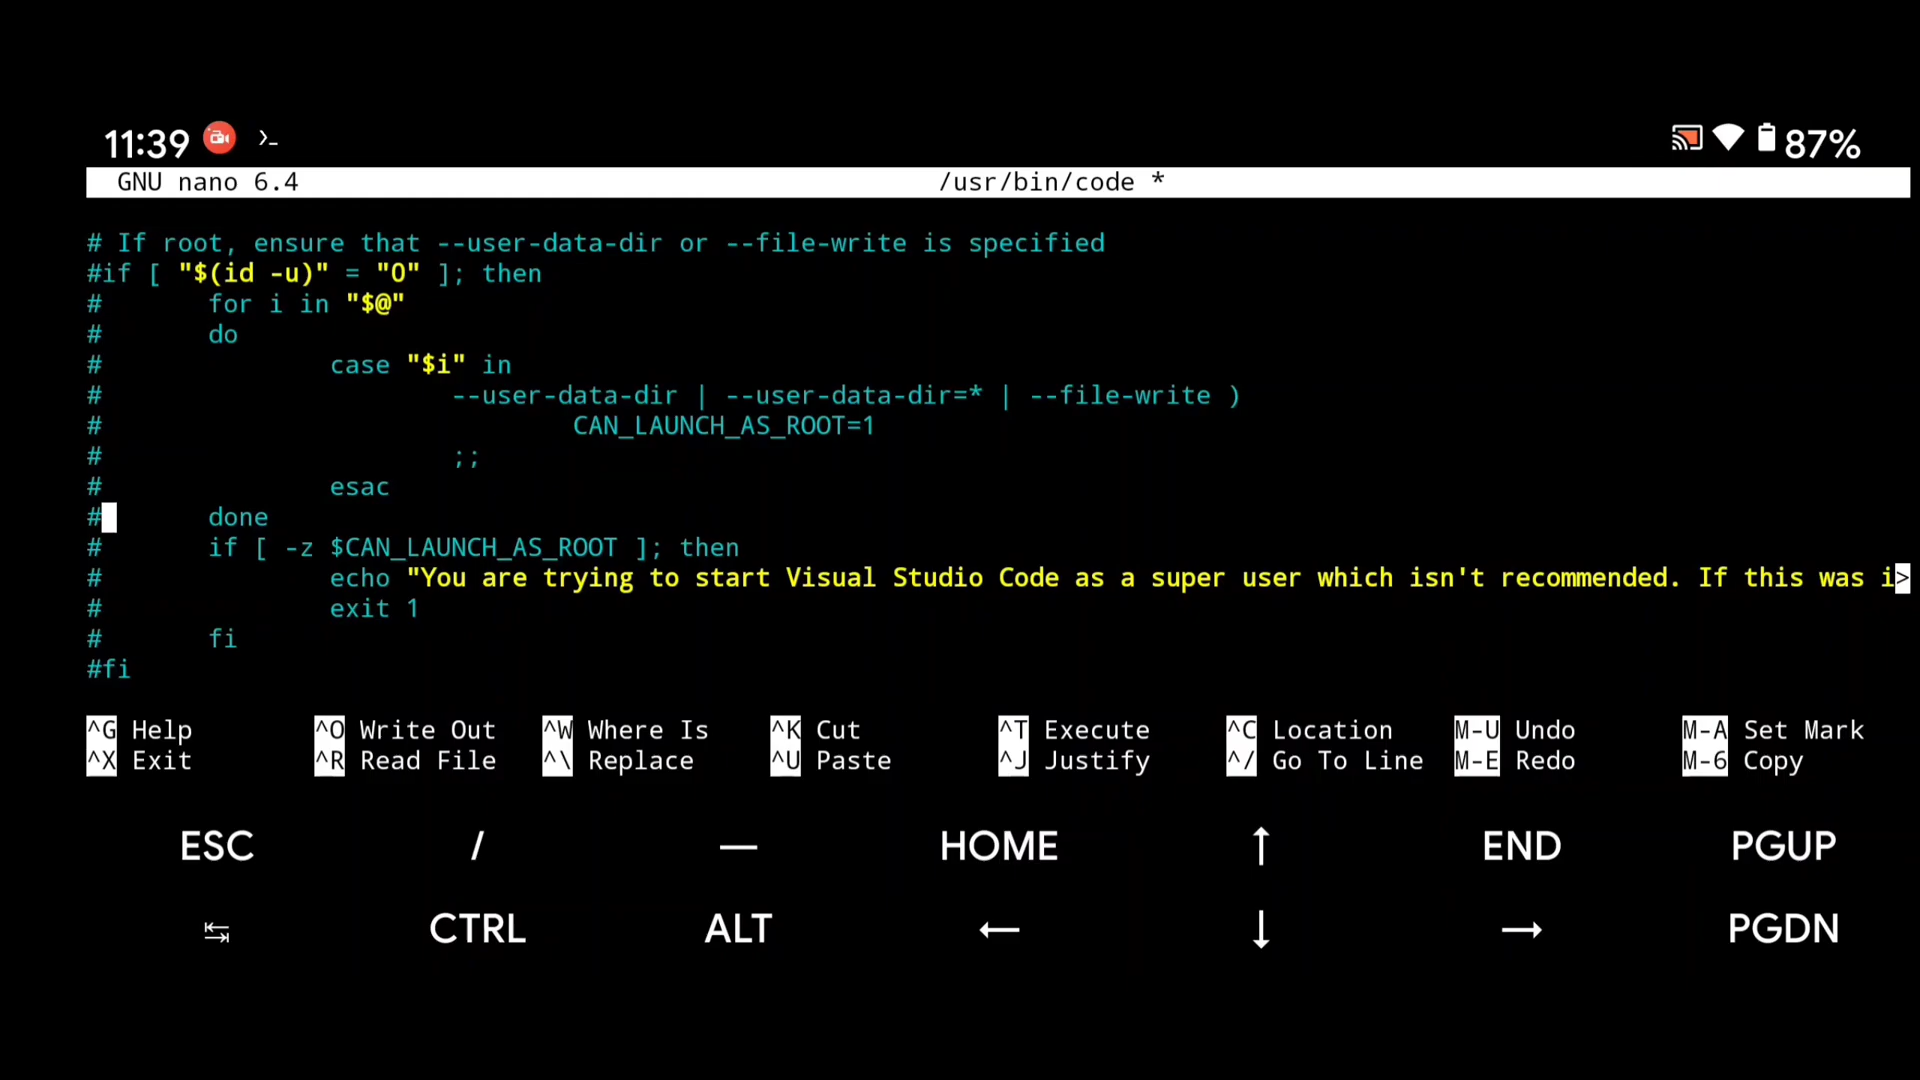 11:39 87%
GNU nano 6.4 /usr/bin/code *
# If root, ensure that --user-data-dir or --file-write is specified
#if [ "$(id -u)" = "0" ]; then
# for i in "$@"
# do
# case "$i" in
# --user-data-dir | --user-data-dir=* | --file-write )
# CAN_LAUNCH_AS_ROOT=1
# ;;
# esac
# done
# if [ -z $CAN_LAUNCH_AS_ROOT ]; then
# echo "You are trying to start Visual Studio Code as a super user which isn't recommended. If this was i>
# exit 1
# fi
#fi
^G Help ^O Write Out ^W Where Is ^K Cut ^T Execute ^C Location M-U Undo M-A Set Mark
^X Exit ^R Read File ^\ Replace ^U Paste ^J Justify ^/ Go To Line M-E Redo M-6 Copy
ESC / — HOME ↑ END PGUP
↹ CTRL ALT ← ↓ → PGDN